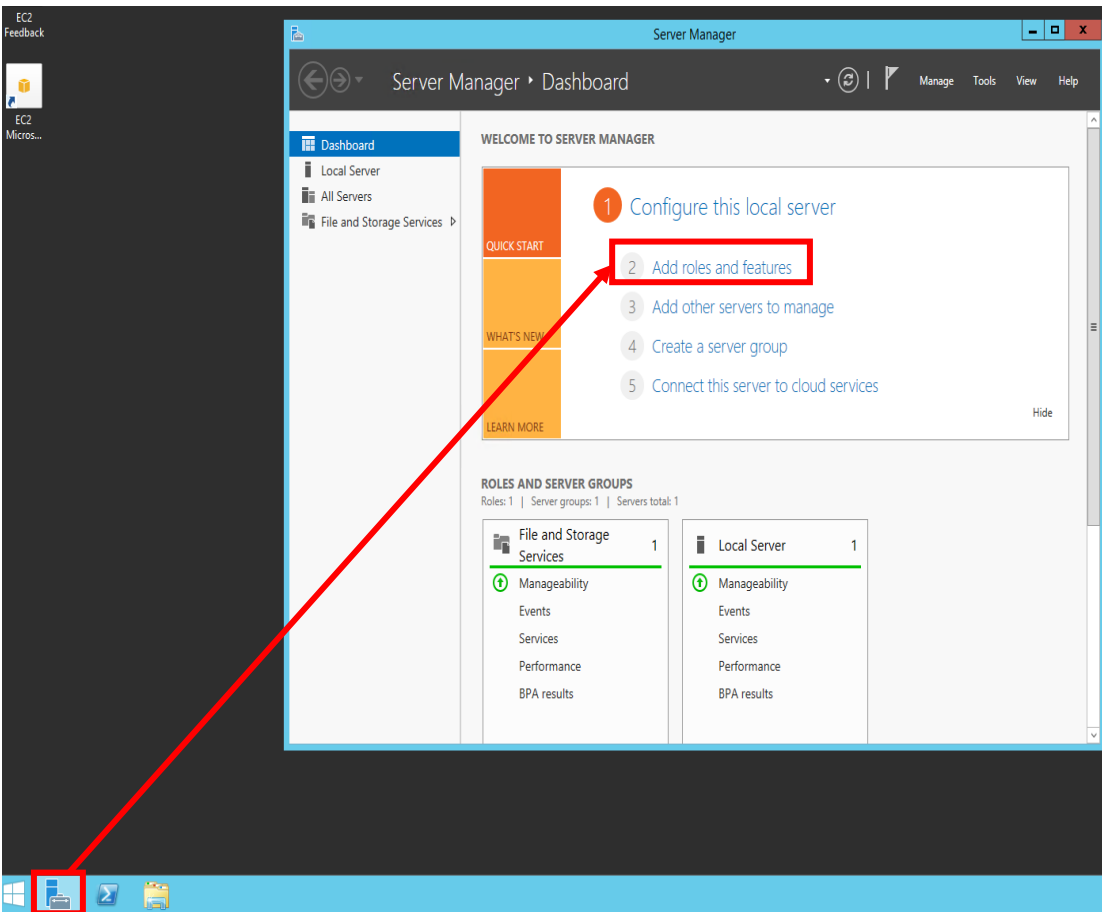 EC2
Feedback
EC2
Micros...
Server Manager
Server Manager Dashboard
Manage Tools View Help
Dashboard
Local Server
All Servers
File and Storage Services
WELCOME TO SERVER MANAGER
QUICK START
WHAT'S NEW
LEARN MORE
1 Configure this local server
2 Add roles and features
3 Add other servers to manage
4 Create a server group
5 Connect this server to cloud services
Hide
ROLES AND SERVER GROUPS
Roles: 1 | Server groups: 1 | Servers total: 1
File and Storage
Services 1
Manageability
Events
Services
Performance
BPA results
Local Server 1
Manageability
Events
Services
Performance
BPA results